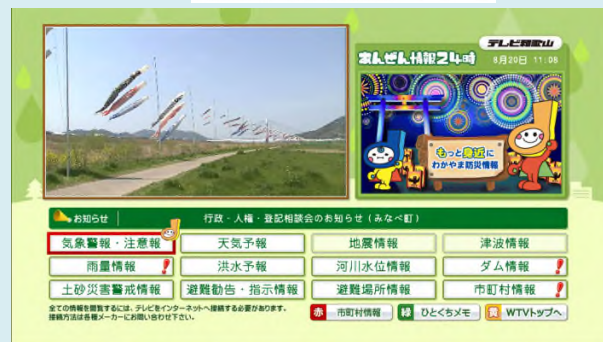 テレビ和歌山
あんぜん情報24時
8月20日 11:08
もっと身近に
わかやま防災情報
お知らせ
行政・人権・登記相談会のお知らせ(みなべ町)
気象警報・注意報
天気予報
地震情報
津波情報
雨量情報
洪水予報
河川水位情報
ダム情報
土砂災害警戒情報
避難勧告・指示情報
避難場所情報
市町村情報
全ての情報を閲覧するには、テレビをインターネットへ接続する必要があります。
接続方法は各種メーカーにお問い合わせ下さい。
赤 市町村情報 緑 ひとくちメモ 黄 WTVトップへ